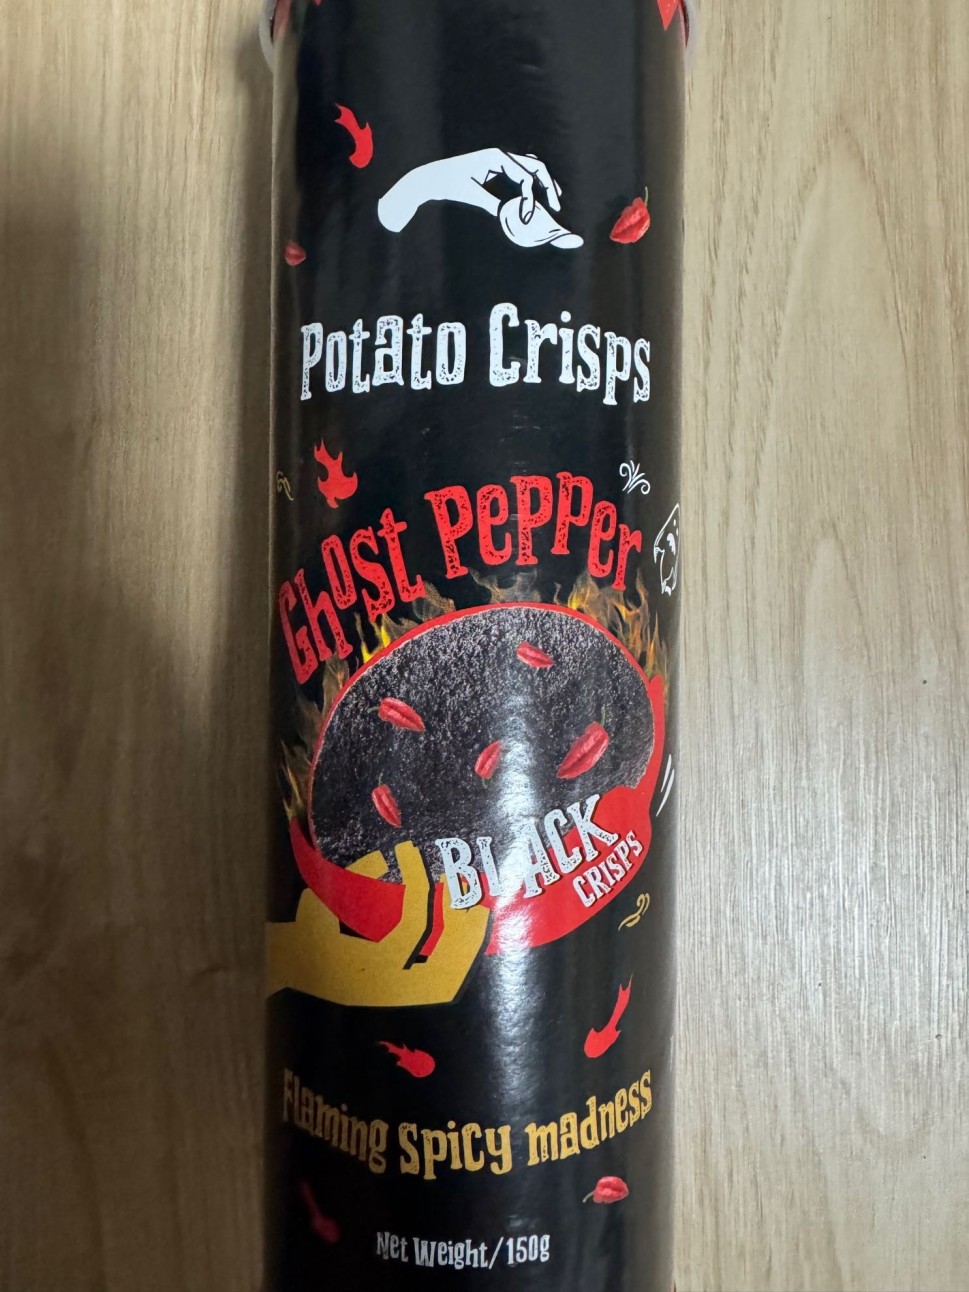 Potato Crisps
Ghost Pepper
BLACK
CRISPS
Flaming spicy madness
Net Weight/150g